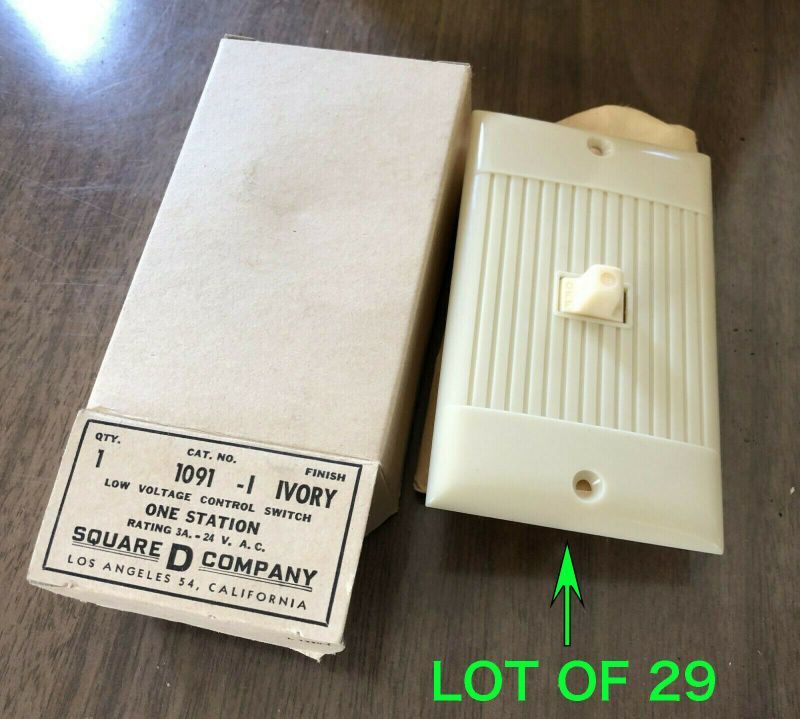 QTY. CAT. NO. FINISH
1 1091 -I IVORY
LOW VOLTAGE CONTROL SWITCH
ONE STATION
RATING 3A.-24 V. A.C.
SQUARE D COMPANY
LOS ANGELES 54, CALIFORNIA
OFF
LOT OF 29